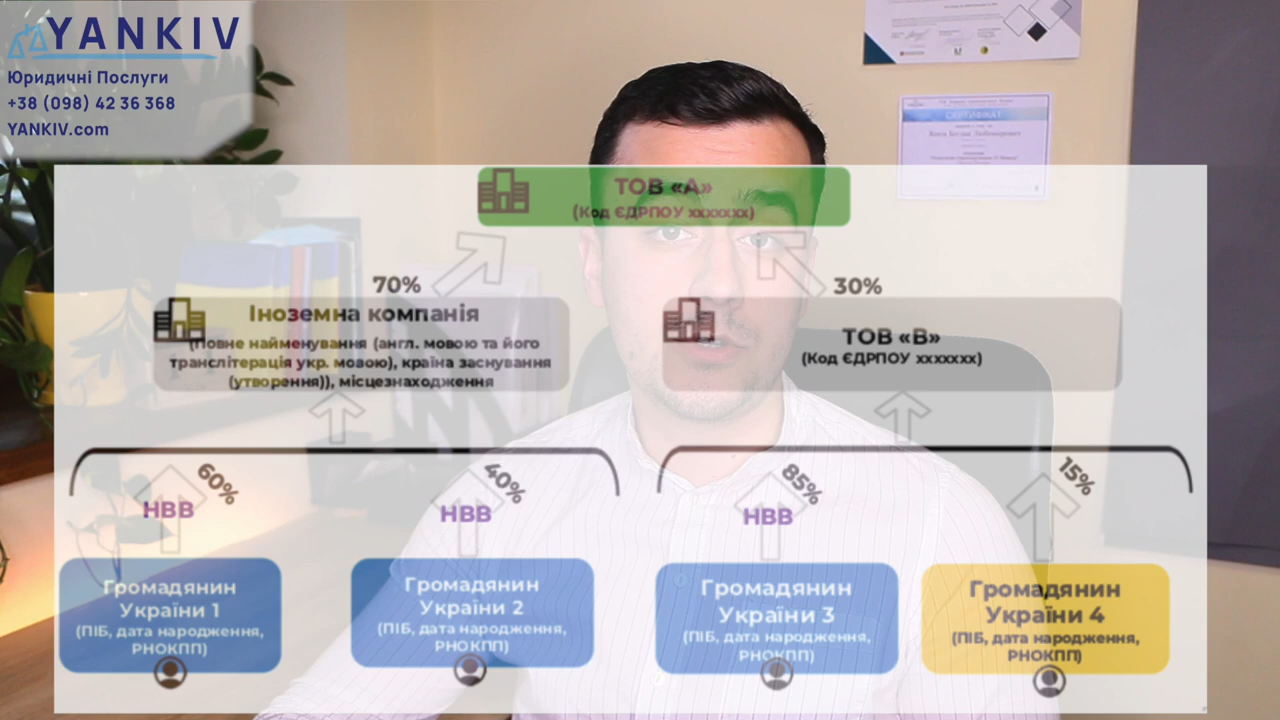 YANKIV
Юридичні Послуги
+38 (098) 42 36 368
YANKIV.com
СЕРТИФІКАТ
ТОВ «А»
(Код ЄДРПОУ xxxxxxx)
70%
30%
Іноземна компанія
(Повне найменування (англ. мовою та його
транслітерація укр. мовою), країна заснування
(утворення)), місцезнаходження
ТОВ «В»
(Код ЄДРПОУ xxxxxxx)
60%
40%
85%
15%
НВВ
НВВ
НВВ
Громадянин
України 1
(ПІБ, дата народження,
РНОКПП)
Громадянин
України 2
(ПІБ, дата народження,
РНОКПП)
Громадянин
України 3
(ПІБ, дата народження,
РНОКПП)
Громадянин
України 4
(ПІБ, дата народження,
РНОКПП)